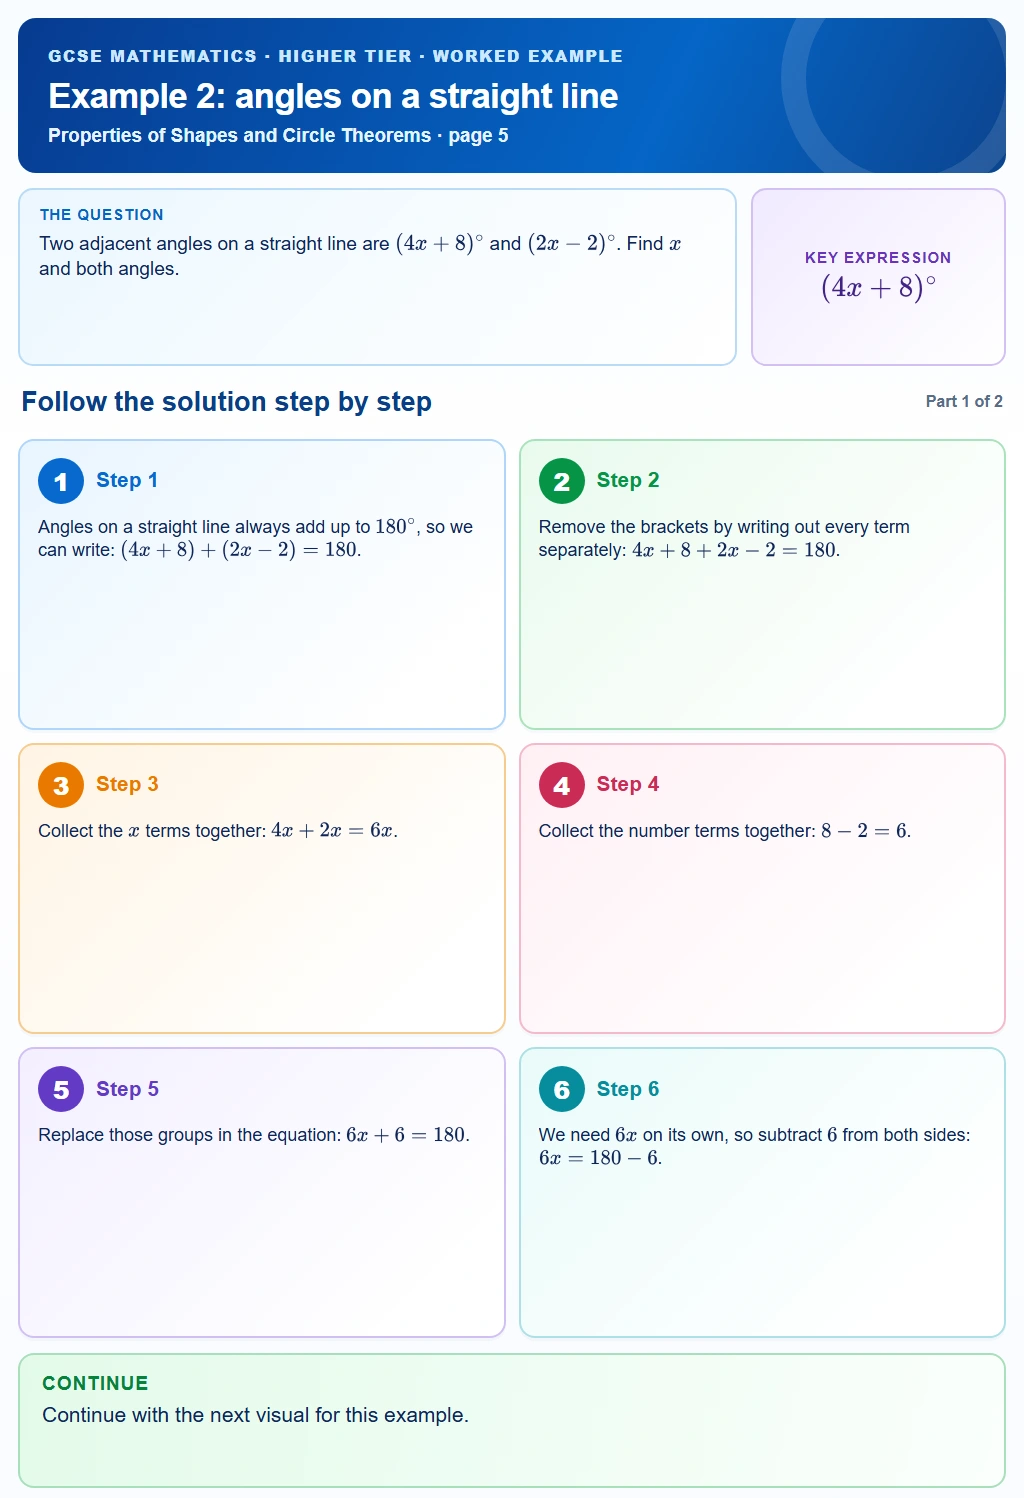 GCSE MATHEMATICS · HIGHER TIER · WORKED EXAMPLE
Example 2: angles on a straight line
Properties of Shapes and Circle Theorems · page 5
THE QUESTION
Two adjacent angles on a straight line are (4x + 8)° and (2x − 2)°. Find x
and both angles.
KEY EXPRESSION
(4x + 8)°
Follow the solution step by step
Part 1 of 2
1 Step 1
Angles on a straight line always add up to 180°, so we
can write: (4x + 8) + (2x − 2) = 180.
2 Step 2
Remove the brackets by writing out every term
separately: 4x + 8 + 2x − 2 = 180.
3 Step 3
Collect the x terms together: 4x + 2x = 6x.
4 Step 4
Collect the number terms together: 8 − 2 = 6.
5 Step 5
Replace those groups in the equation: 6x + 6 = 180.
6 Step 6
We need 6x on its own, so subtract 6 from both sides:
6x = 180 − 6.
CONTINUE
Continue with the next visual for this example.